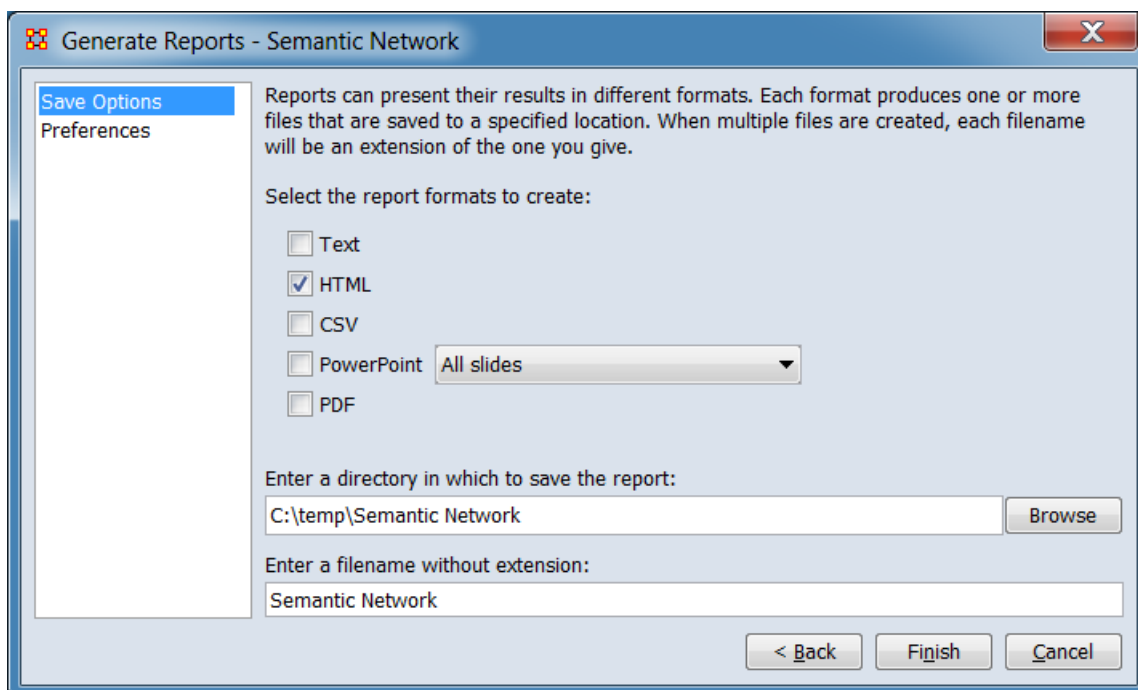 Generate Reports - Semantic Network
X
Save Options
Preferences
Reports can present their results in different formats. Each format produces one or more
files that are saved to a specified location. When multiple files are created, each filename
will be an extension of the one you give.
Select the report formats to create:
Text
HTML
CSV
PowerPoint All slides
PDF
Enter a directory in which to save the report:
C:\temp\Semantic Network Browse
Enter a filename without extension:
Semantic Network
< Back Finish Cancel